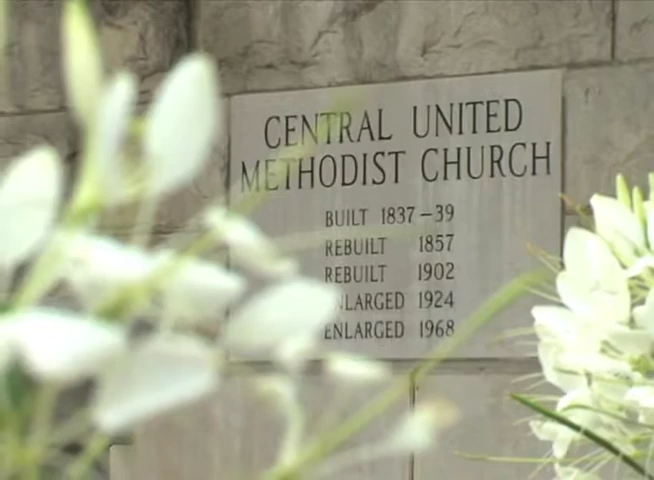 CENTRAL UNITED
METHODIST CHURCH
BUILT 1837-39
REBUILT 1857
REBUILT 1902
ENLARGED 1924
ENLARGED 1968